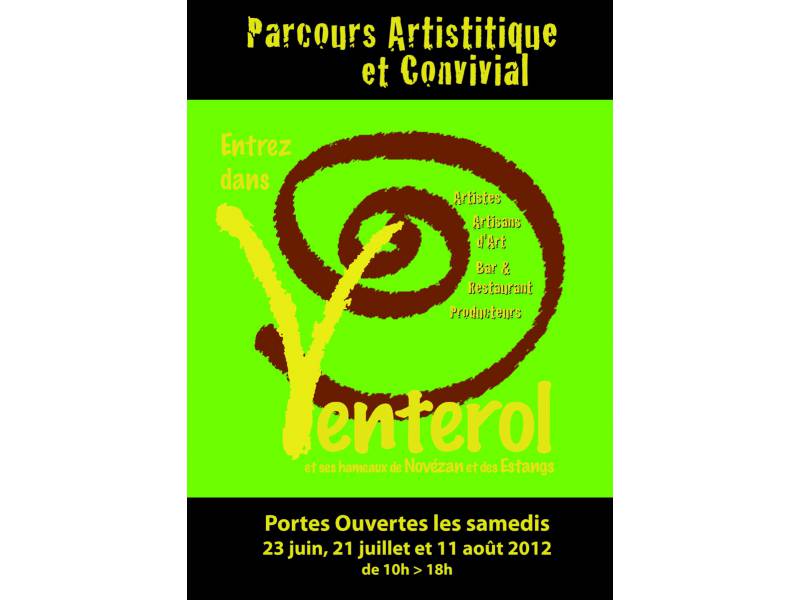 Parcours Artistitique
et Convivial
Entrez
dans
Artistes
Artisans
d'Art
Bar &
Restaurant
Producteurs
Venterol
et ses hameaux de Novézan et des Estangs
Portes Ouvertes les samedis
23 juin, 21 juillet et 11 août 2012
de 10h > 18h